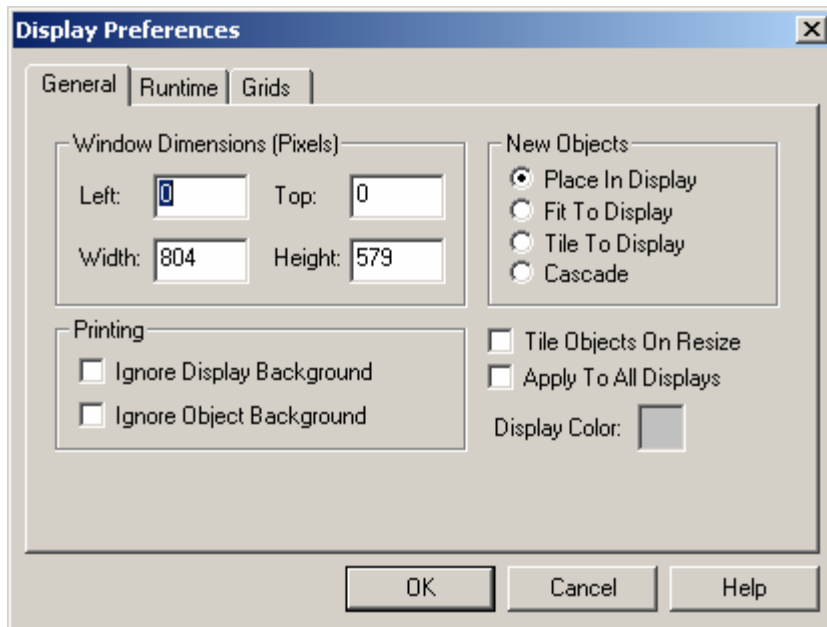 Display Preferences
General Runtime Grids
Window Dimensions (Pixels)
Left: 0 Top: 0
Width: 804 Height: 579
New Objects
Place In Display
Fit To Display
Tile To Display
Cascade
Printing
Ignore Display Background
Ignore Object Background
Tile Objects On Resize
Apply To All Displays
Display Color:
OK Cancel Help